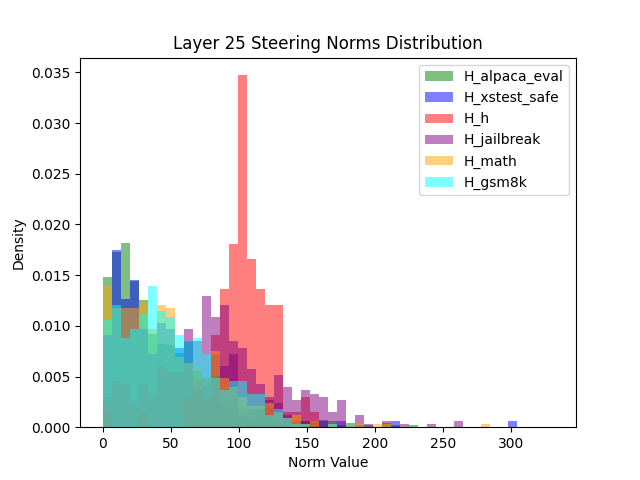 Layer 25 Steering Norms Distribution
H_alpaca_eval
H_xstest_safe
H_h
H_jailbreak
H_math
H_gsm8k
0.035
0.030
0.025
0.020
0.015
0.010
0.005
0.000
Density
0 50 100 150 200 250 300
Norm Value